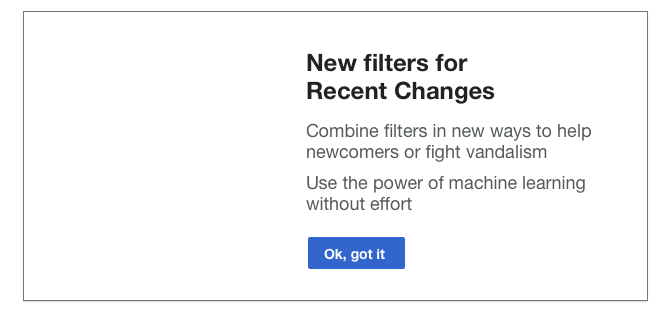 New filters for
Recent Changes
Combine filters in new ways to help
newcomers or fight vandalism
Use the power of machine learning
without effort
Ok, got it